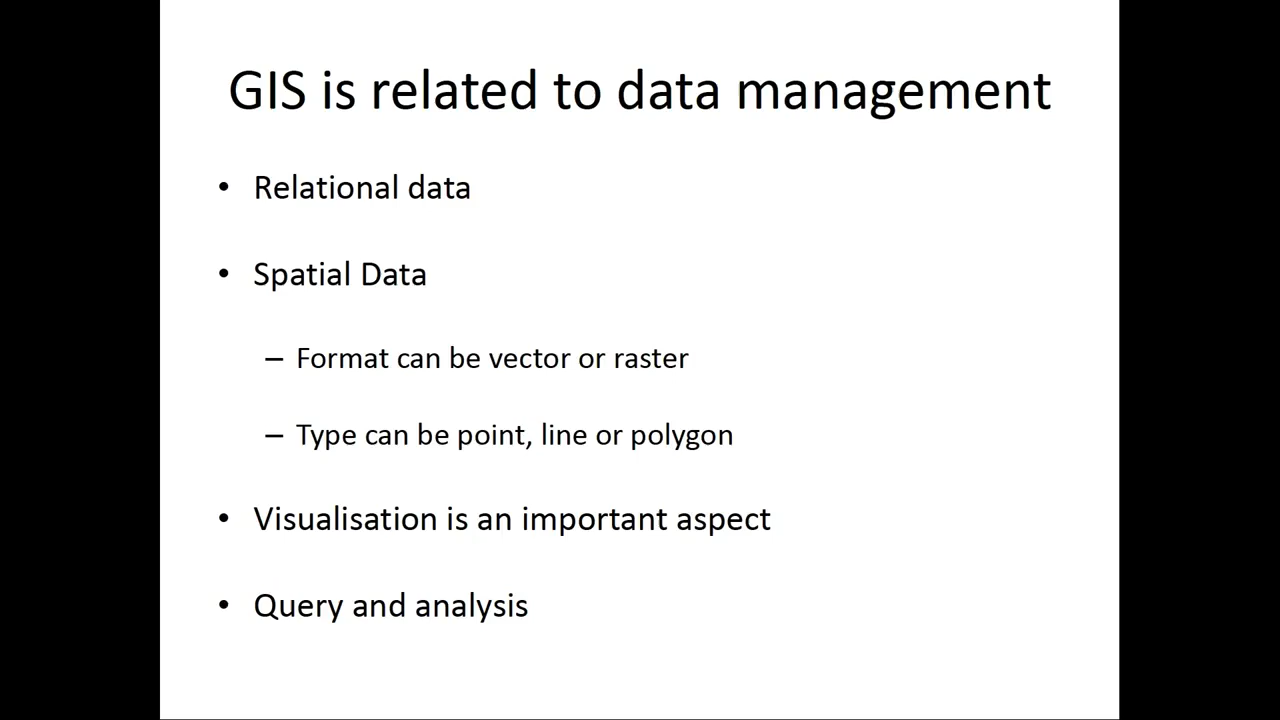 GIS is related to data management
• Relational data
• Spatial Data
– Format can be vector or raster
– Type can be point, line or polygon
• Visualisation is an important aspect
• Query and analysis